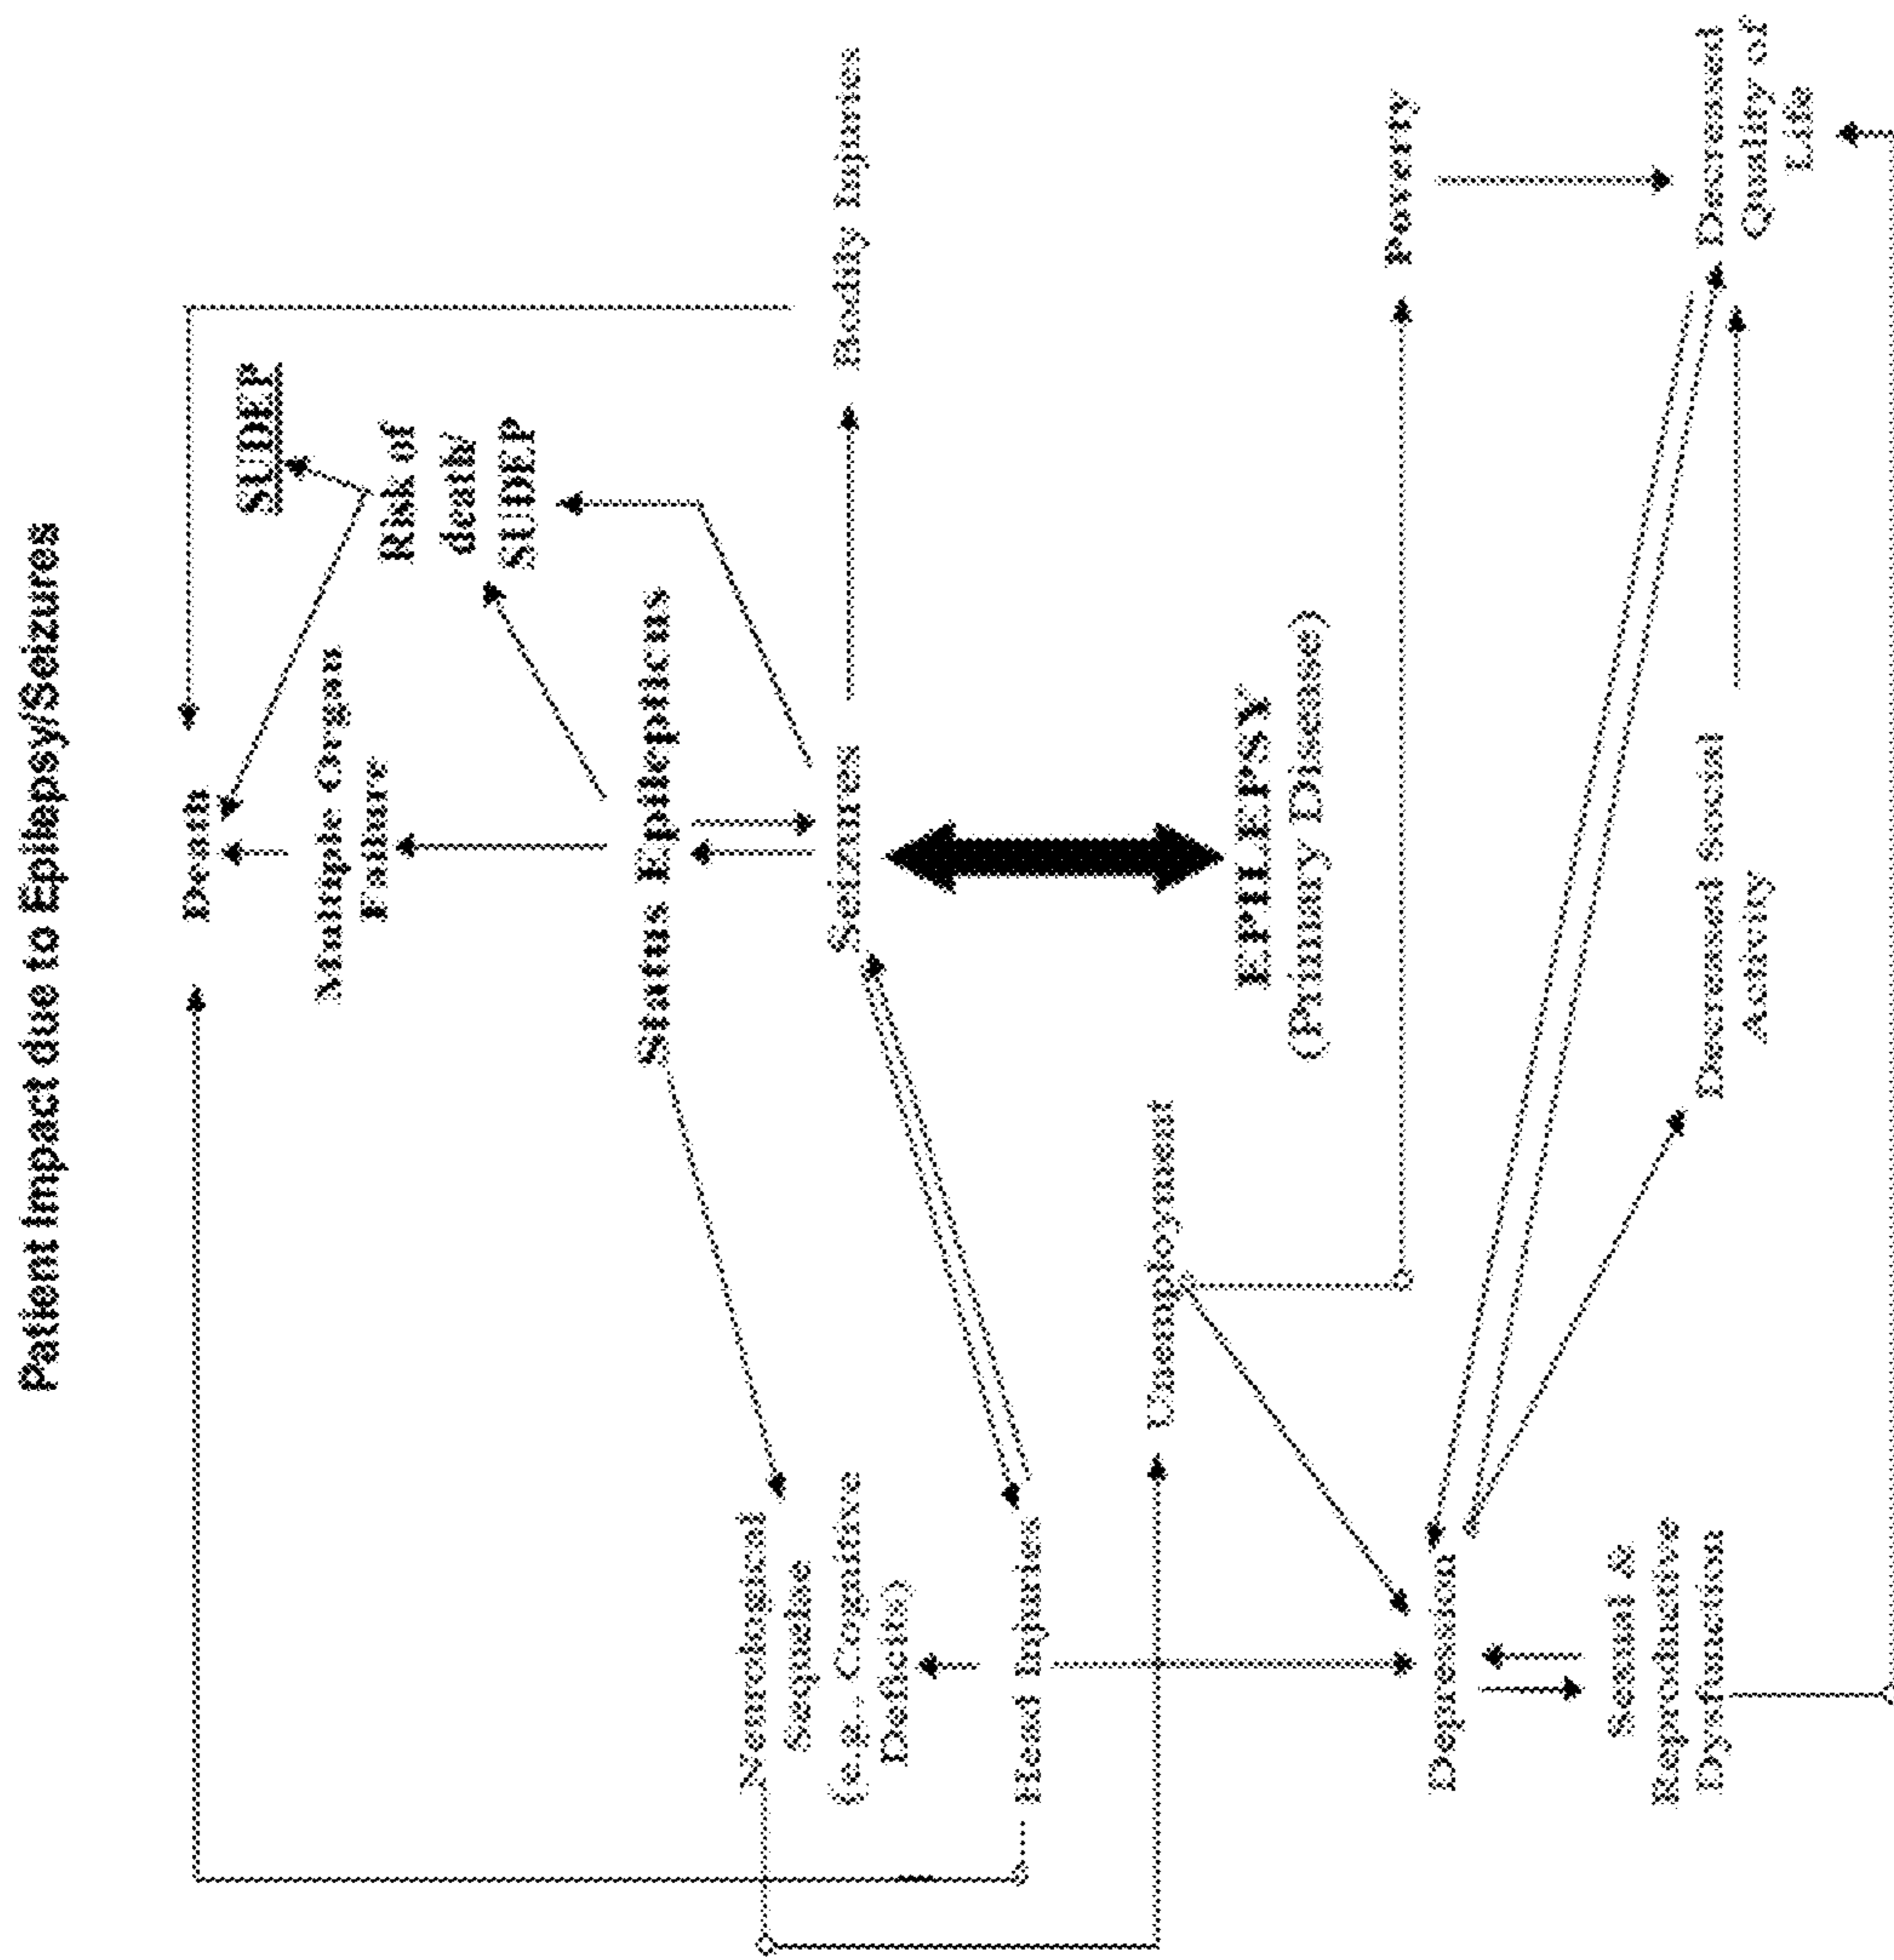 Patient Impact due to Epilepsy/Seizures
Death
SUDEP
Multiple Organ
Failure
Risk of
death/
SUDEP
Status Epilepticus
Neurological
Sequelae
(e.g., Cognitive
Deficits)
Seizures
Bodily Injuries
Head Injuries
Unemployment
EPILEPSY
(Primary Disease)
Depression
Poverty
Sexual &
Reproductive
Dysfunction
Decreased Social
Activity
Decreased
Quality of
Life